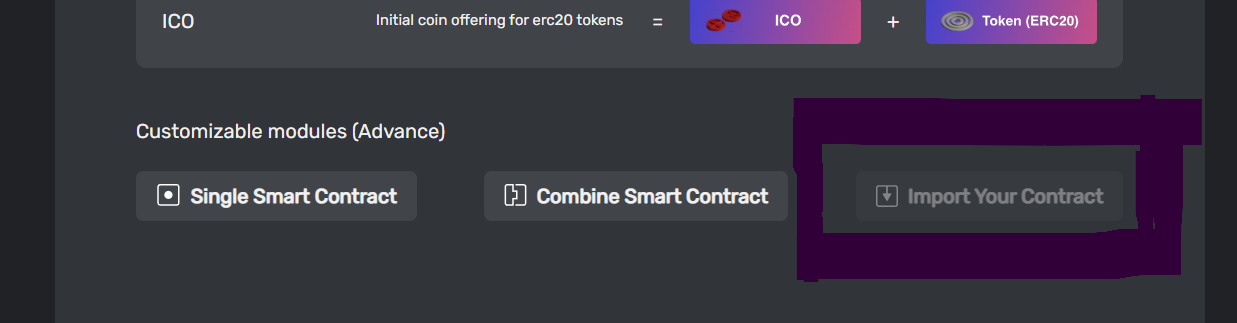 ICO Initial coin offering for erc20 tokens = ICO + Token (ERC20)
Customizable modules (Advance)
Single Smart Contract Combine Smart Contract Import Your Contract